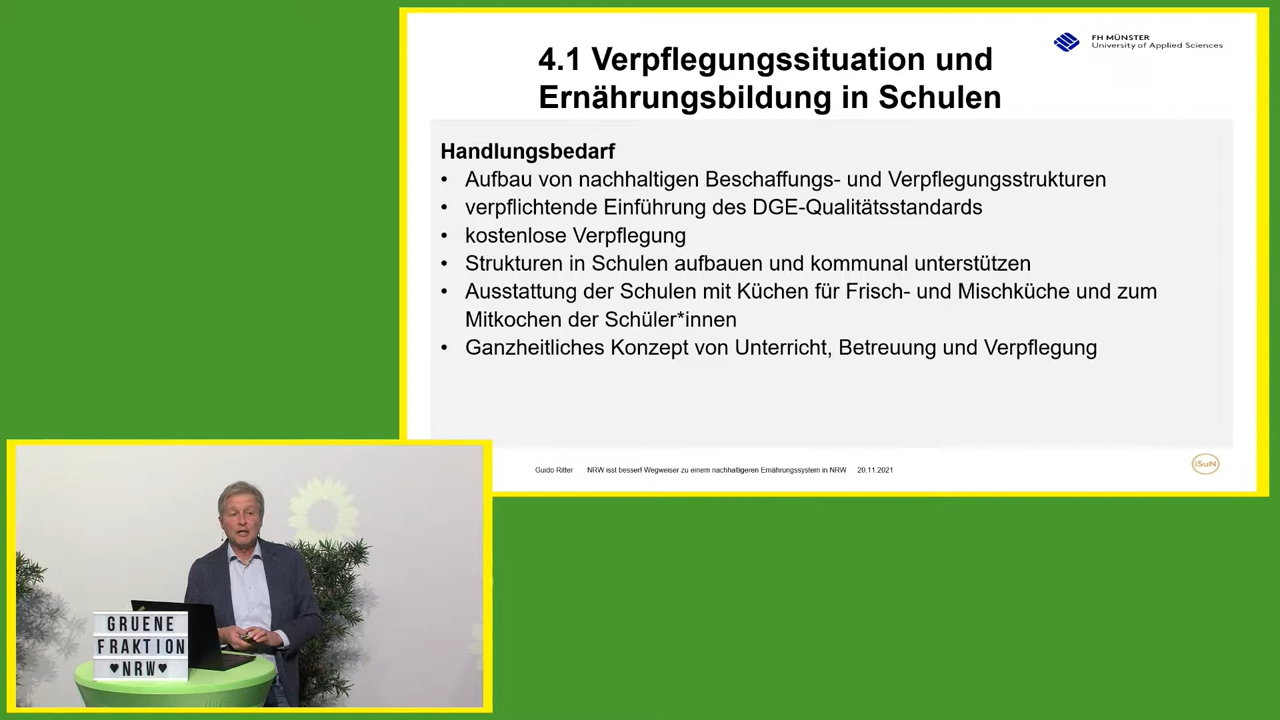 4.1 Verpflegungssituation und
Ernährungsbildung in Schulen
FH MÜNSTER
University of Applied Sciences
Handlungsbedarf
• Aufbau von nachhaltigen Beschaffungs- und Verpflegungsstrukturen
• verpflichtende Einführung des DGE-Qualitätsstandards
• kostenlose Verpflegung
• Strukturen in Schulen aufbauen und kommunal unterstützen
• Ausstattung der Schulen mit Küchen für Frisch- und Mischküche und zum
Mitkochen der Schüler*innen
• Ganzheitliches Konzept von Unterricht, Betreuung und Verpflegung
Guido Ritter NRW isst besser! Wegweiser zu einem nachhaltigeren Ernährungssystem in NRW 20.11.2021
iSuN
GRUENE
FRAKTION
♥NRW♥